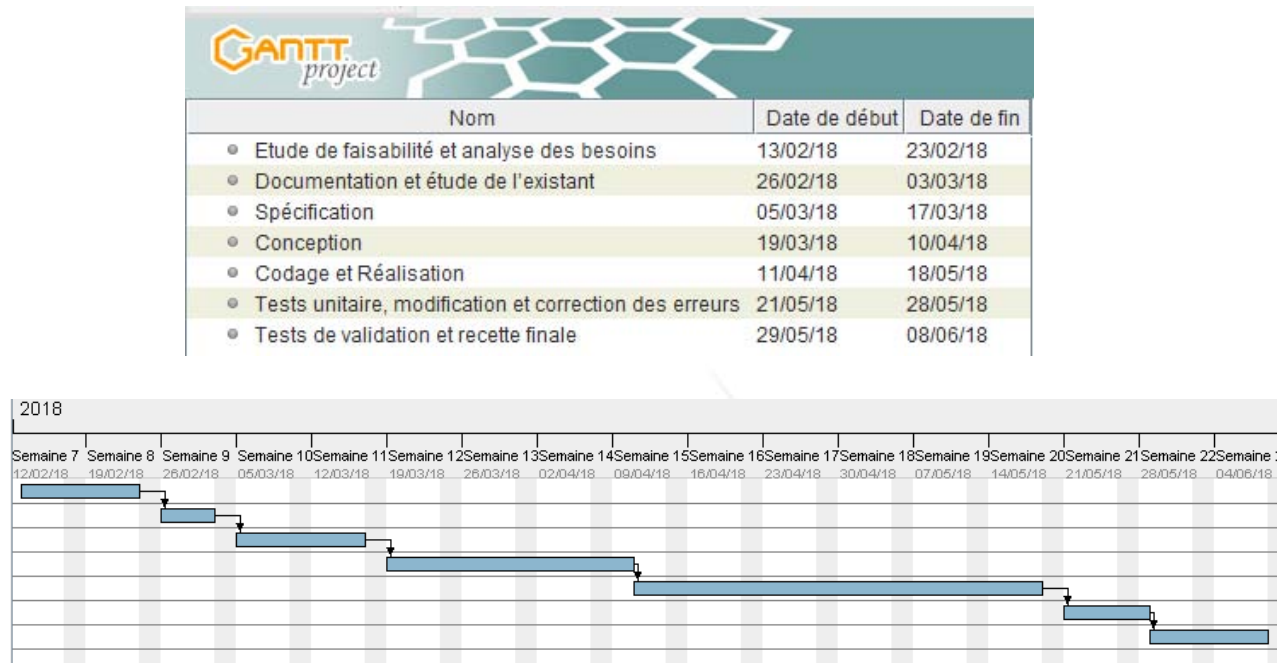 GANTT
project
Nom Date de début Date de fin
Etude de faisabilité et analyse des besoins 13/02/18 23/02/18
Documentation et étude de l'existant 26/02/18 03/03/18
Spécification 05/03/18 17/03/18
Conception 19/03/18 10/04/18
Codage et Réalisation 11/04/18 18/05/18
Tests unitaire, modification et correction des erreurs 21/05/18 28/05/18
Tests de validation et recette finale 29/05/18 08/06/18
2018
Semaine 7 Semaine 8 Semaine 9 Semaine 10 Semaine 11 Semaine 12 Semaine 13 Semaine 14 Semaine 15 Semaine 16 Semaine 17 Semaine 18 Semaine 19 Semaine 20 Semaine 21 Semaine 22 Semaine
12/02/18 19/02/18 26/02/18 05/03/18 12/03/18 19/03/18 26/03/18 02/04/18 09/04/18 16/04/18 23/04/18 30/04/18 07/05/18 14/05/18 21/05/18 28/05/18 04/06/18